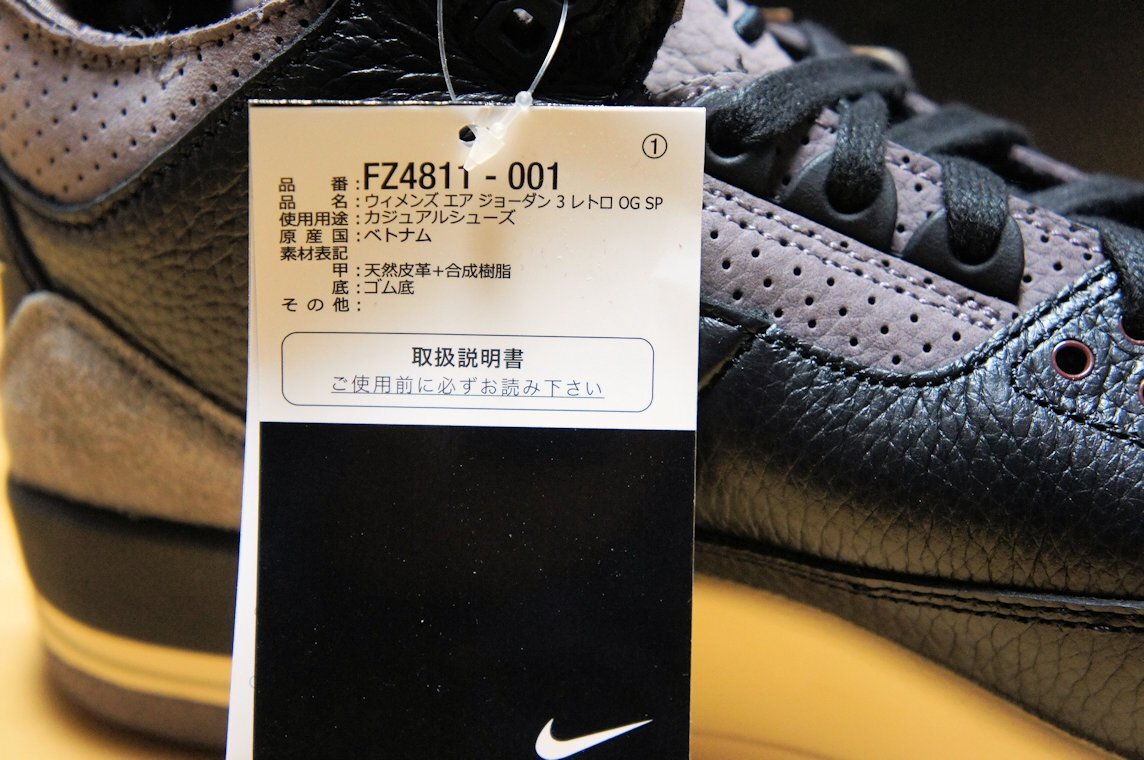 ①
品番：FZ4811 - 001
品名：ウィメンズ エア ジョーダン 3 レトロ OG SP
使用用途：カジュアルシューズ
原産国：ベトナム
素材表記
甲：天然皮革+合成樹脂
底：ゴム底
その他：
取扱説明書
ご使用前に必ずお読み下さい